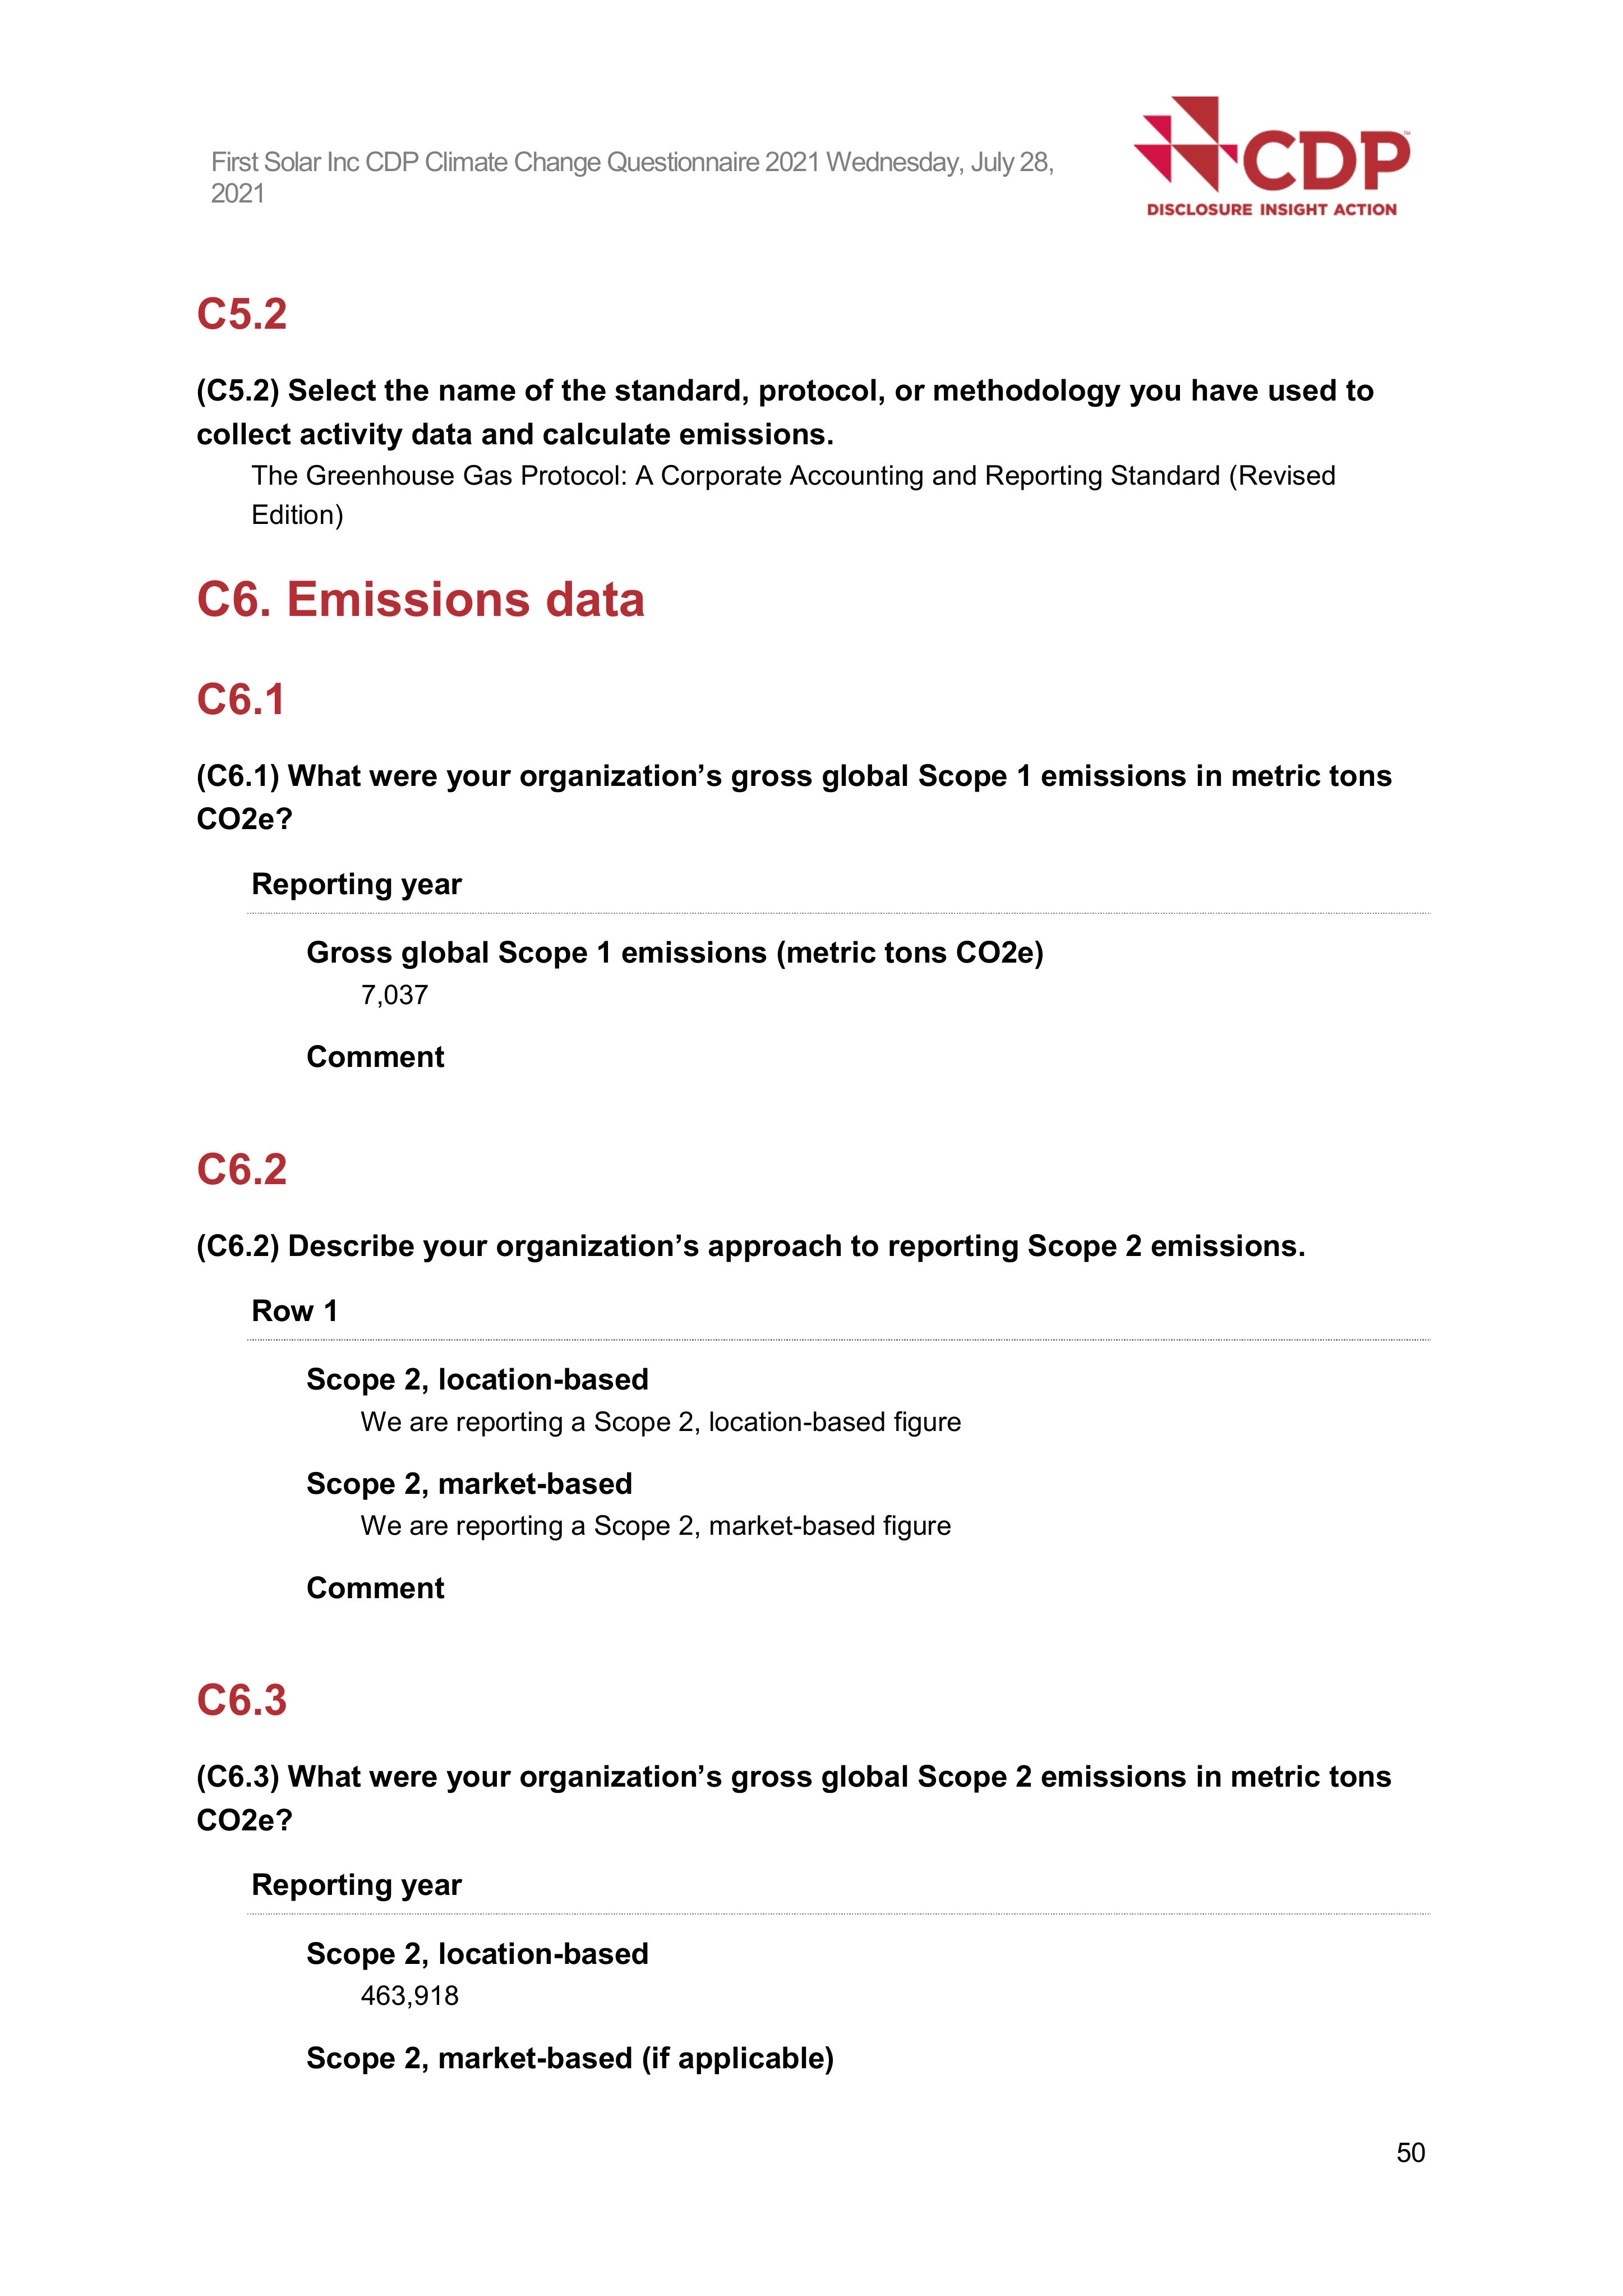 First Solar Inc CDP Climate Change Questionnaire 2021 Wednesday, July 28,
2021
CDP™
DISCLOSURE INSIGHT ACTION
C5.2
(C5.2) Select the name of the standard, protocol, or methodology you have used to
collect activity data and calculate emissions.
The Greenhouse Gas Protocol: A Corporate Accounting and Reporting Standard (Revised
Edition)
C6. Emissions data
C6.1
(C6.1) What were your organization’s gross global Scope 1 emissions in metric tons
CO2e?
Reporting year
Gross global Scope 1 emissions (metric tons CO2e)
7,037
Comment
C6.2
(C6.2) Describe your organization’s approach to reporting Scope 2 emissions.
Row 1
Scope 2, location-based
We are reporting a Scope 2, location-based figure
Scope 2, market-based
We are reporting a Scope 2, market-based figure
Comment
C6.3
(C6.3) What were your organization’s gross global Scope 2 emissions in metric tons
CO2e?
Reporting year
Scope 2, location-based
463,918
Scope 2, market-based (if applicable)
50